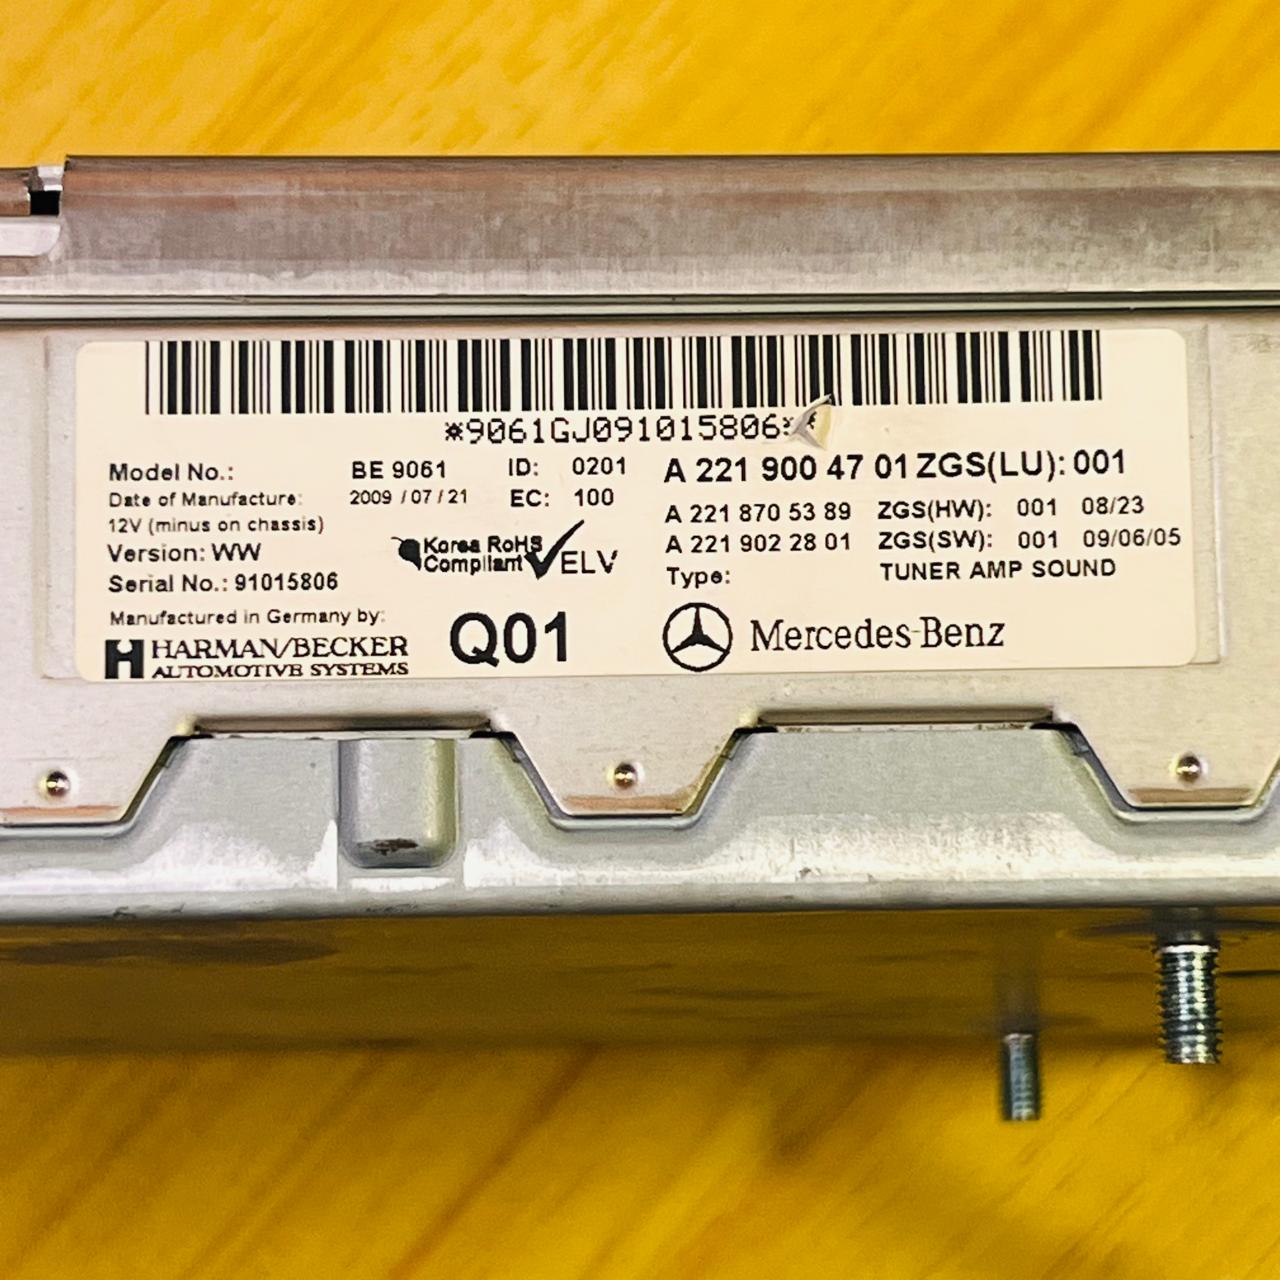 *9061GJ091015806*
Model No.: BE 9061 ID: 0201 A 221 900 47 01 ZGS(LU): 001
Date of Manufacture: 2009 / 07 / 21 EC: 100 A 221 870 53 89 ZGS(HW): 001 08/23
12V (minus on chassis) Korea RoHS A 221 902 28 01 ZGS(SW): 001 09/06/05
Version: WW Compliant ELV Type: TUNER AMP SOUND
Serial No.: 91015806
Manufactured in Germany by: Q01 Mercedes-Benz
HARMAN/BECKER
AUTOMOTIVE SYSTEMS